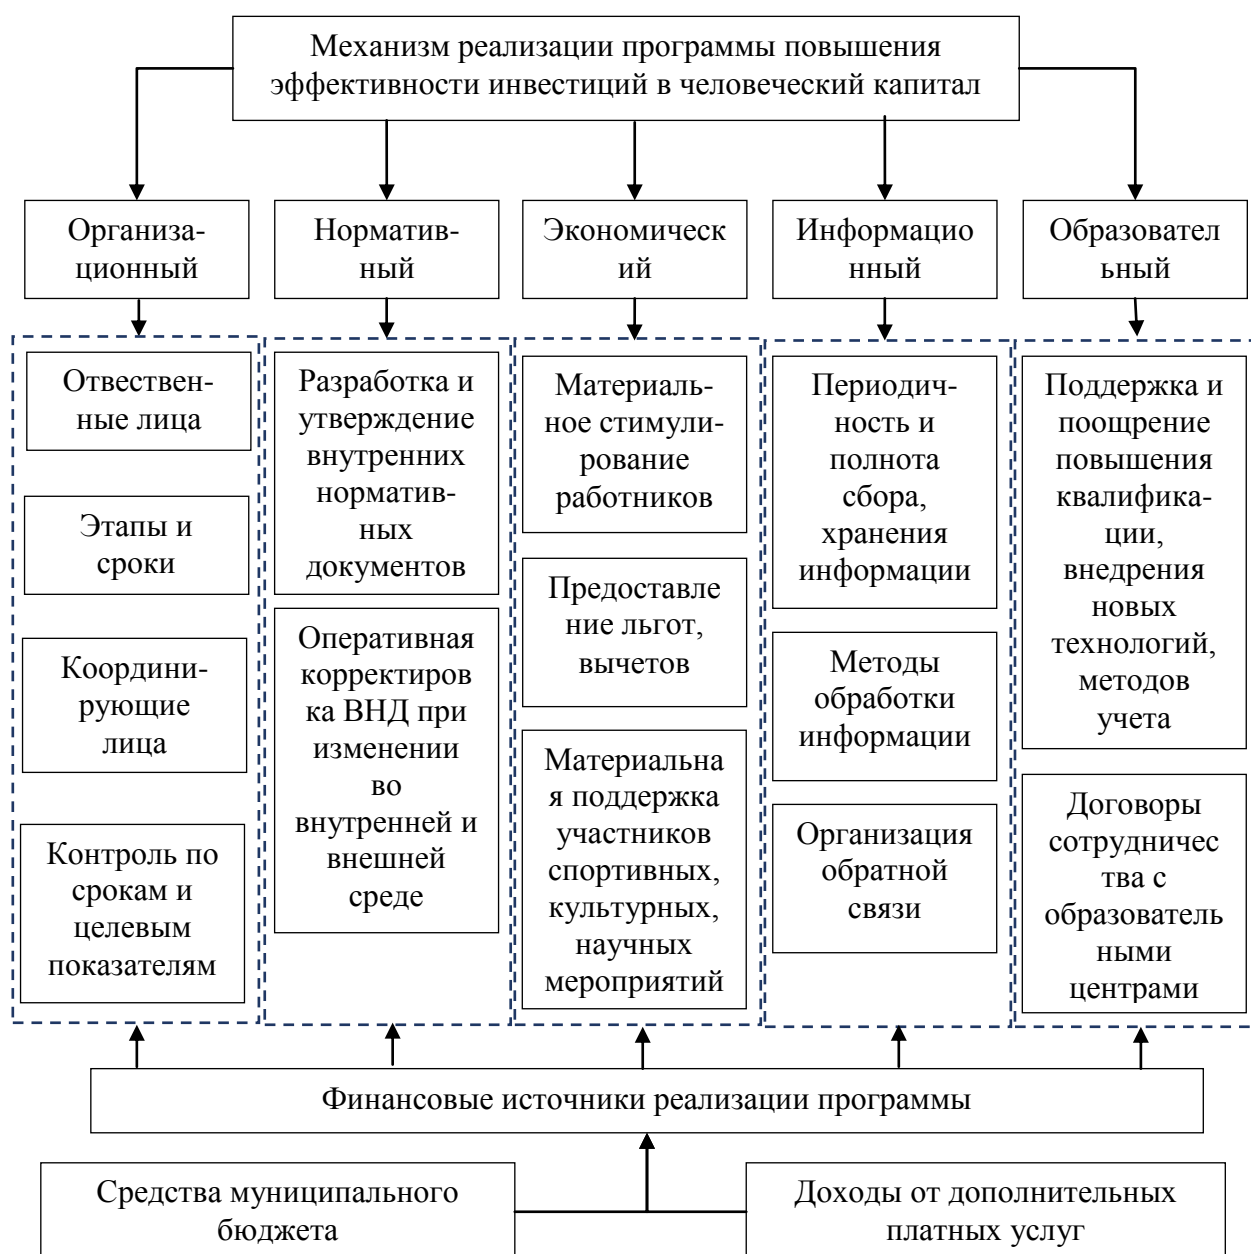 Механизм реализации программы повышения
эффективности инвестиций в человеческий капитал
Организа-
ционный
Норматив-
ный
Экономическ
ий
Информацио
нный
Образовател
ьный
Отвествен-
ные лица
Этапы и
сроки
Координи-
рующие
лица
Контроль по
срокам и
целевым
показателям
Разработка и
утверждение
внутренних
норматив-
ных
документов
Оперативная
корректиров
ка ВНД при
изменении
во
внутренней и
внешней
среде
Материаль-
ное стимули-
рование
работников
Предоставле
ние льгот,
вычетов
Материальна
я поддержка
участников
спортивных,
культурных,
научных
мероприятий
Периодич-
ность и
полнота
сбора,
хранения
информации
Методы
обработки
информации
Организация
обратной
связи
Поддержка и
поощрение
повышения
квалифика-
ции,
внедрения
новых
технологий,
методов
учета
Договоры
сотрудничес
тва с
образователь
ными
центрами
Финансовые источники реализации программы
Средства муниципального
бюджета
Доходы от дополнительных
платных услуг